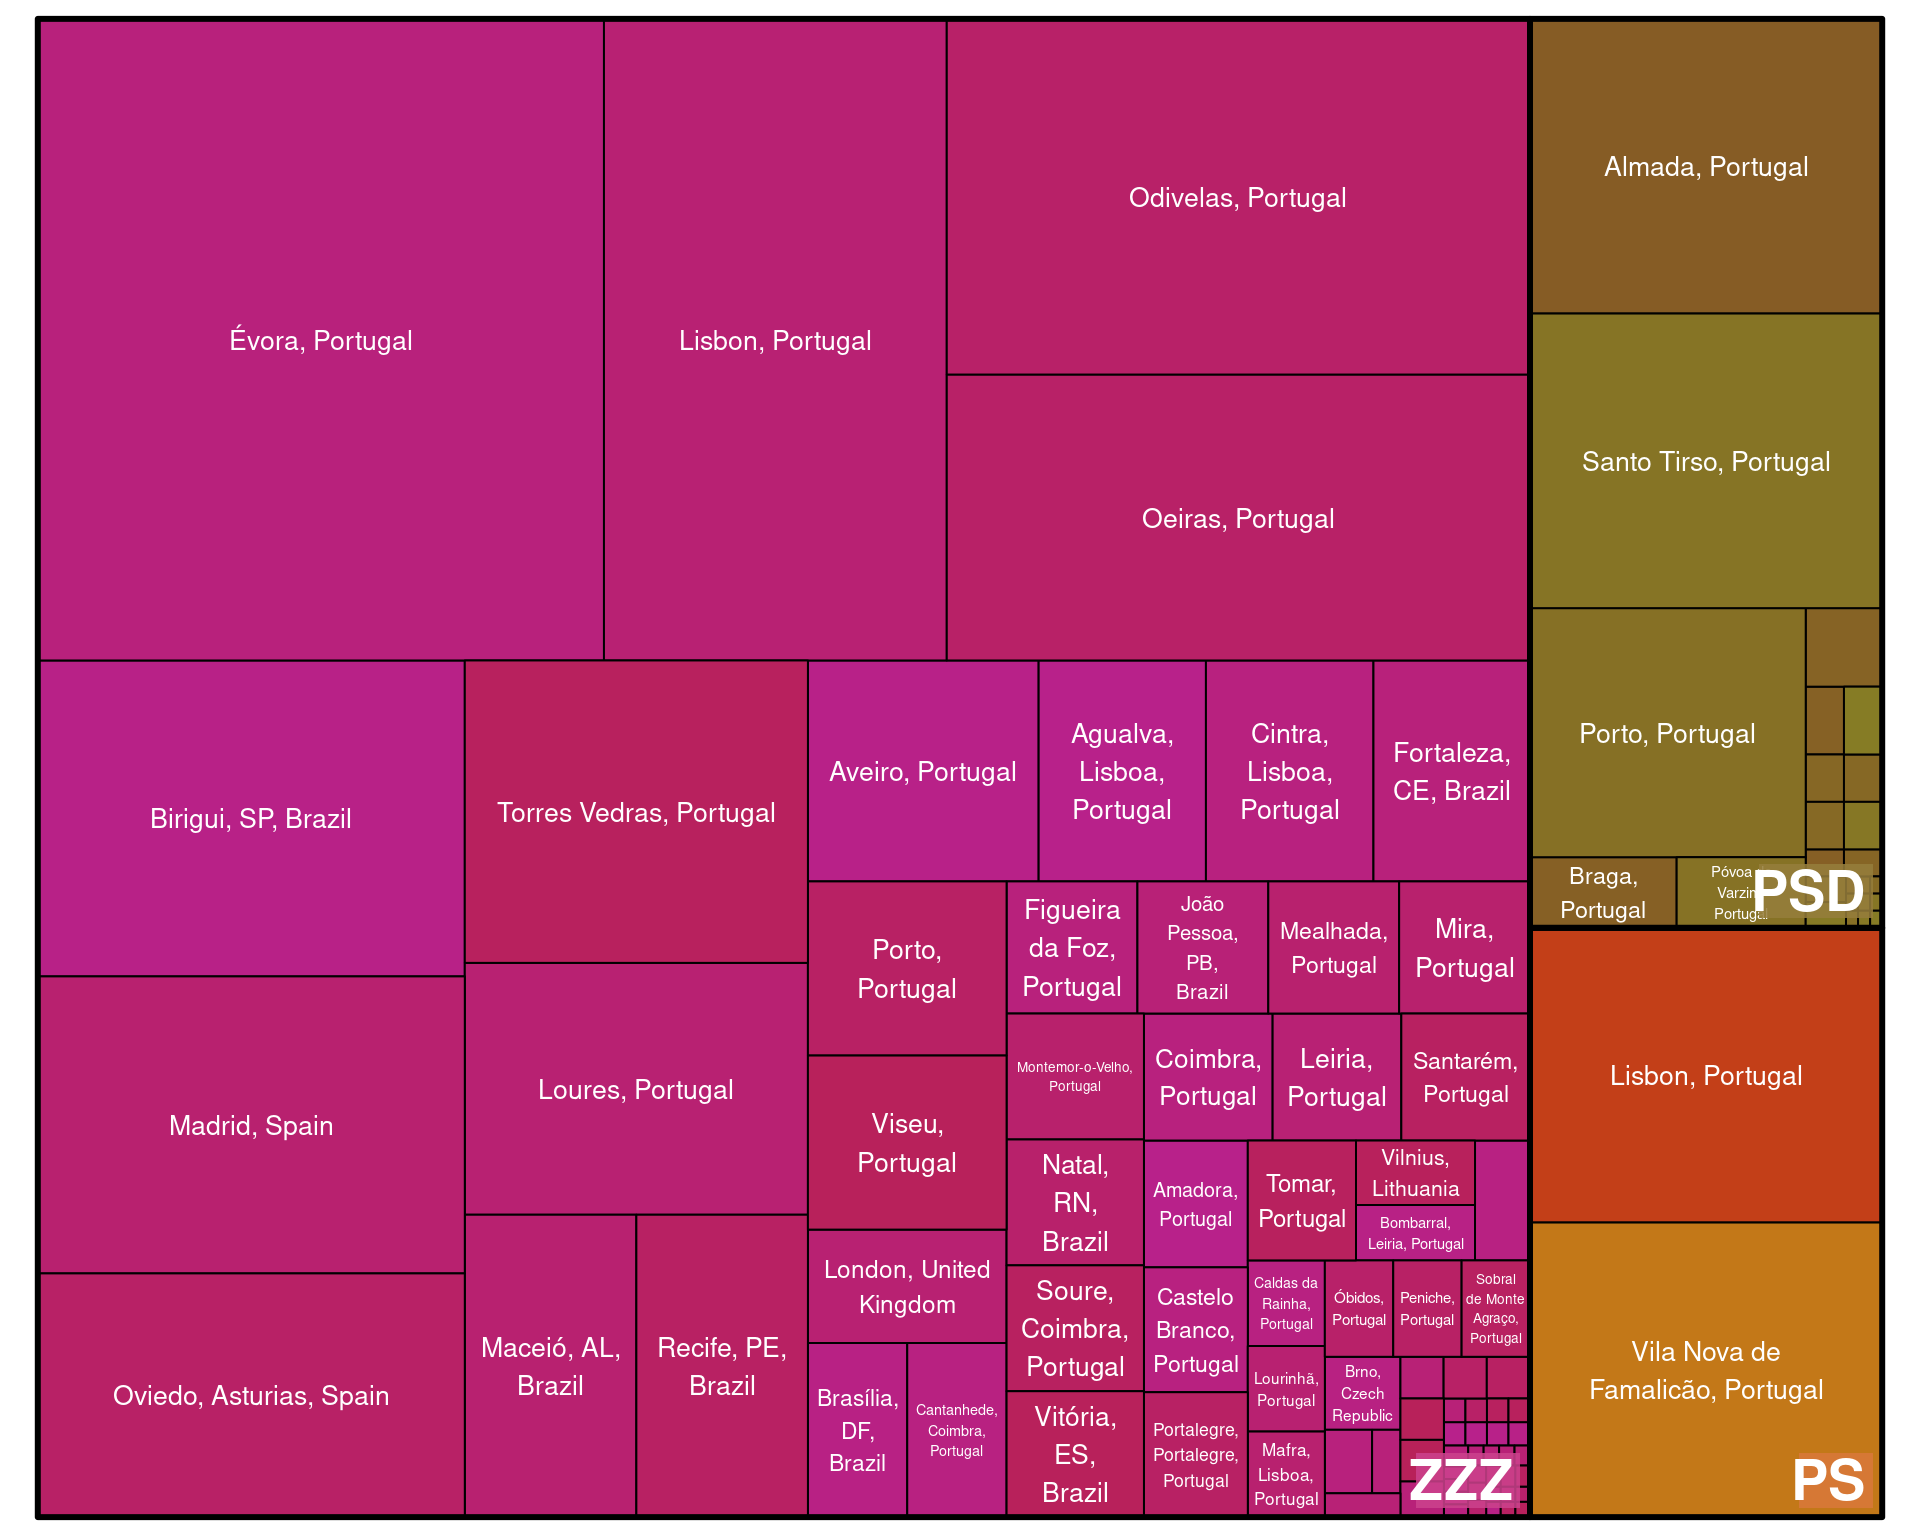 Évora, Portugal
Lisbon, Portugal
Odivelas, Portugal
Oeiras, Portugal
Birigui, SP, Brazil
Madrid, Spain
Oviedo, Asturias, Spain
Torres Vedras, Portugal
Loures, Portugal
Maceió, AL,
Brazil
Recife, PE,
Brazil
Aveiro, Portugal
Agualva,
Lisboa,
Portugal
Cintra,
Lisboa,
Portugal
Fortaleza,
CE, Brazil
Porto,
Portugal
Viseu,
Portugal
London, United
Kingdom
Brasília,
DF,
Brazil
Cantanhede,
Coimbra,
Portugal
Figueira
da Foz,
Portugal
João
Pessoa,
PB,
Brazil
Mealhada,
Portugal
Mira,
Portugal
Montemor-o-Velho,
Portugal
Natal,
RN,
Brazil
Soure,
Coimbra,
Portugal
Vitória,
ES,
Brazil
Coimbra,
Portugal
Leiria,
Portugal
Santarém,
Portugal
Amadora,
Portugal
Castelo
Branco,
Portugal
Portalegre,
Portalegre,
Portugal
Tomar,
Portugal
Vilnius,
Lithuania
Bombarral,
Leiria, Portugal
Caldas da
Rainha,
Portugal
Lourinhã,
Portugal
Mafra,
Lisboa,
Portugal
Óbidos,
Portugal
Peniche,
Portugal
Sobral
de Monte
Agraço,
Portugal
Brno,
Czech
Republic
ZZZ
Almada, Portugal
Santo Tirso, Portugal
Porto, Portugal
Braga,
Portugal
Póvoa
Varzim
Portugal
PSD
Lisbon, Portugal
Vila Nova de
Famalicão, Portugal
PS